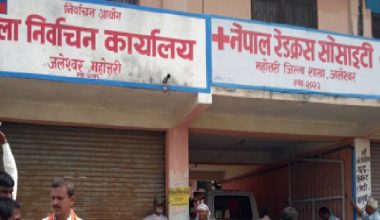 निर्वाचन आयोग
ला निर्वाचन कार्यालय
जलेश्वर, महोत्तरी
नेपाल रेडक्रस सोसाइटी
महोत्तरी जिल्ला शाखा, जलेश्वर